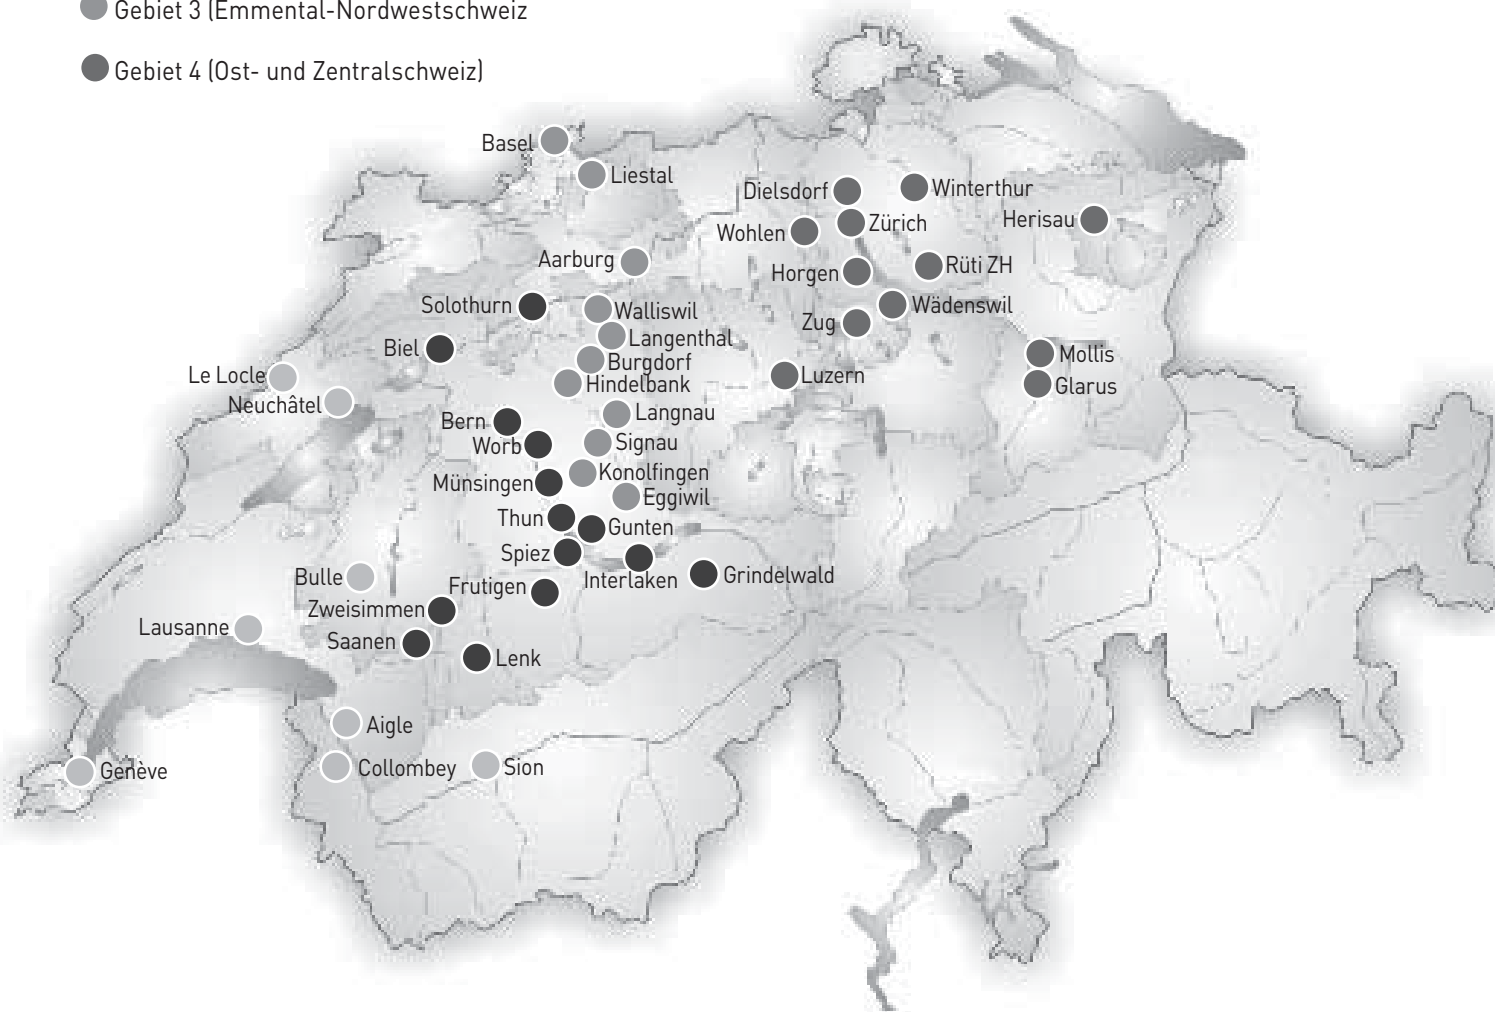 Gebiet 3 (Emmental-Nordwestschweiz
Gebiet 4 (Ost- und Zentralschweiz)
Basel
Liestal
Dielsdorf
Winterthur
Herisau
Wohlen
Zürich
Aarburg
Horgen
Rüti ZH
Solothurn
Walliswil
Wädenswil
Zug
Langenthal
Biel
Burgdorf
Mollis
Le Locle
Hindelbank
Luzern
Glarus
Neuchâtel
Langnau
Bern
Worb
Signau
Konolfingen
Münsingen
Eggiwil
Thun
Gunten
Spiez
Interlaken
Grindelwald
Bulle
Frutigen
Zweisimmen
Lausanne
Saanen
Lenk
Aigle
Genève
Collombey
Sion